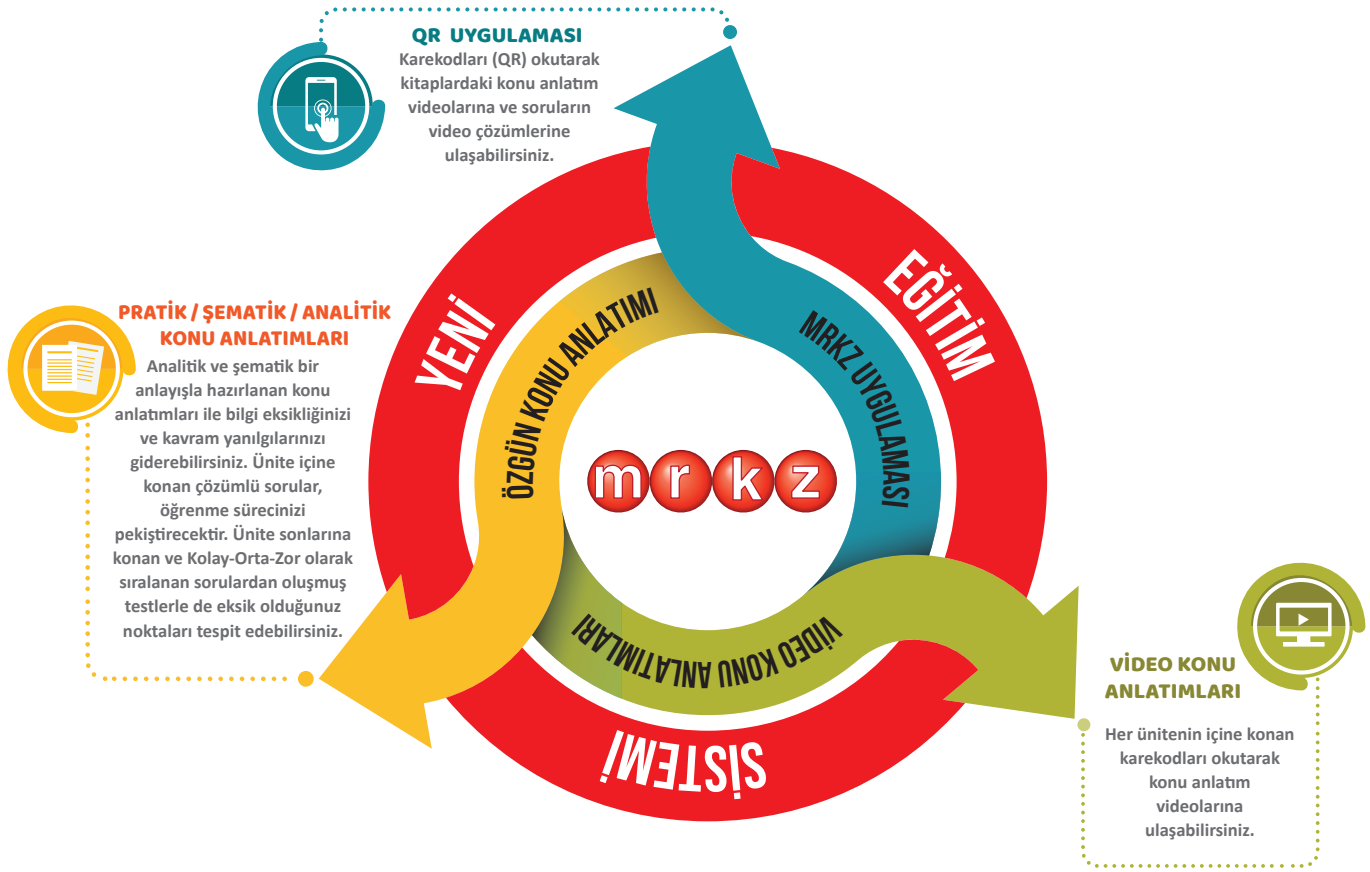 QR UYGULAMASI
Karekodları (QR) okutarak
kitaplardaki konu anlatım
videolarına ve soruların
video çözümlerine
ulaşabilirsiniz.
PRATİK / ŞEMATİK / ANALİTİK
KONU ANLATIMLARI
Analitik ve şematik bir
anlayışla hazırlanan konu
anlatımları ile bilgi eksikliğinizi
ve kavram yanılgılarınızı
giderebilirsiniz. Ünite içine
konan çözümlü sorular,
öğrenme sürecinizi
pekiştirecektir. Ünite sonlarına
konan ve Kolay-Orta-Zor olarak
sıralanan sorulardan oluşmuş
testlerle de eksik olduğunuz
noktaları tespit edebilirsiniz.
YENİ
EĞİTİM
SİSTEMİ
ÖZGÜN KONU ANLATIMI
MRKZ UYGULAMASI
VİDEO KONU ANLATIMLARI
mrkz
VİDEO KONU
ANLATIMLARI
Her ünitenin içine konan
karekodları okutarak
konu anlatım
videolarına
ulaşabilirsiniz.